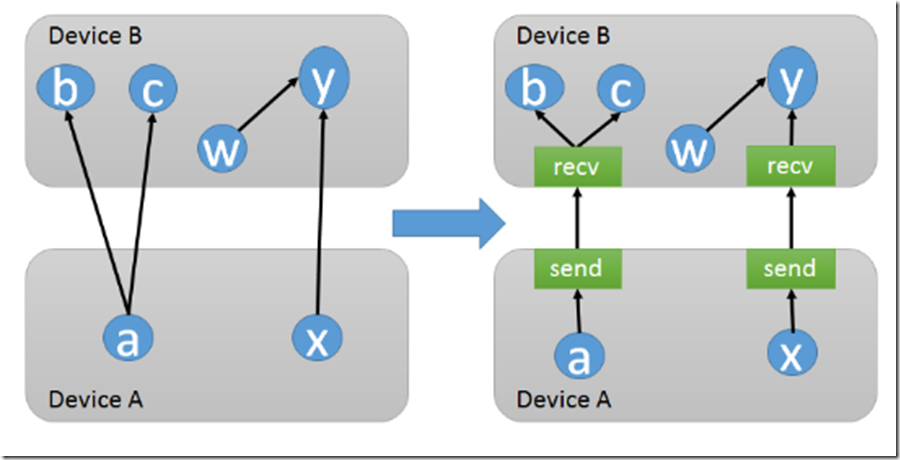 Device B
b
c
y
w
a
x
Device A
Device B
b
c
y
w
recv
recv
send
send
a
x
Device A